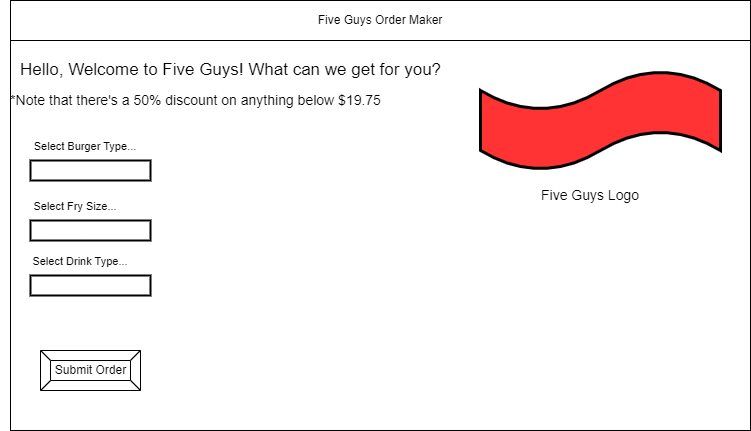 Five Guys Order Maker
Hello, Welcome to Five Guys! What can we get for you?
*Note that there's a 50% discount on anything below $19.75
Select Burger Type...
Select Fry Size...
Select Drink Type...
Five Guys Logo
Submit Order